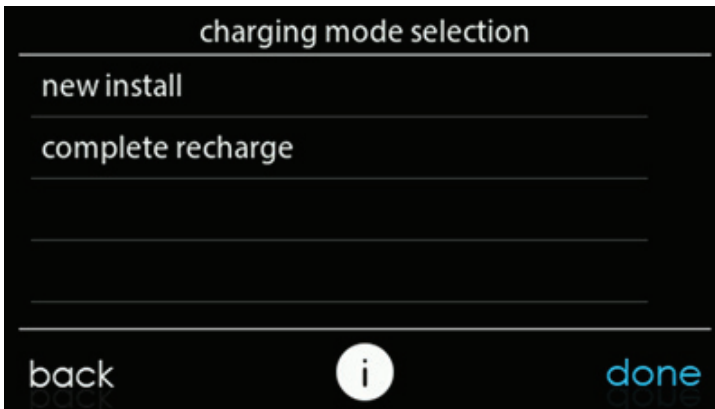 charging mode selection
new install
complete recharge
back
i
done